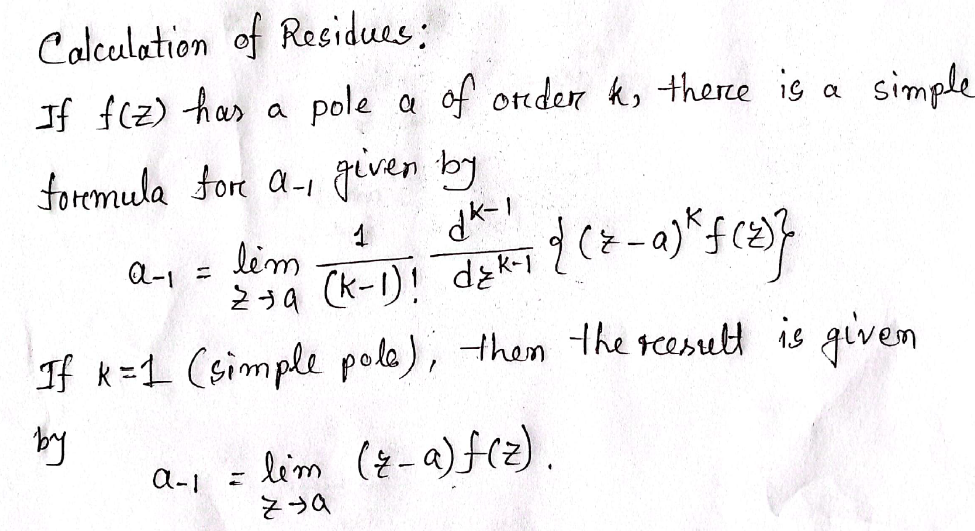 Calculation of Residues:
If f(z) has a pole a of order k, there is a simple
formula for a₋₁ given by
a₋₁ = lim_{z→a} 1/(k-1)! d^{k-1}/dz^{k-1} {(z-a)^k f(z)}
If k=1 (simple pole), then the result is given
by
a₋₁ = lim_{z→a} (z-a)f(z).